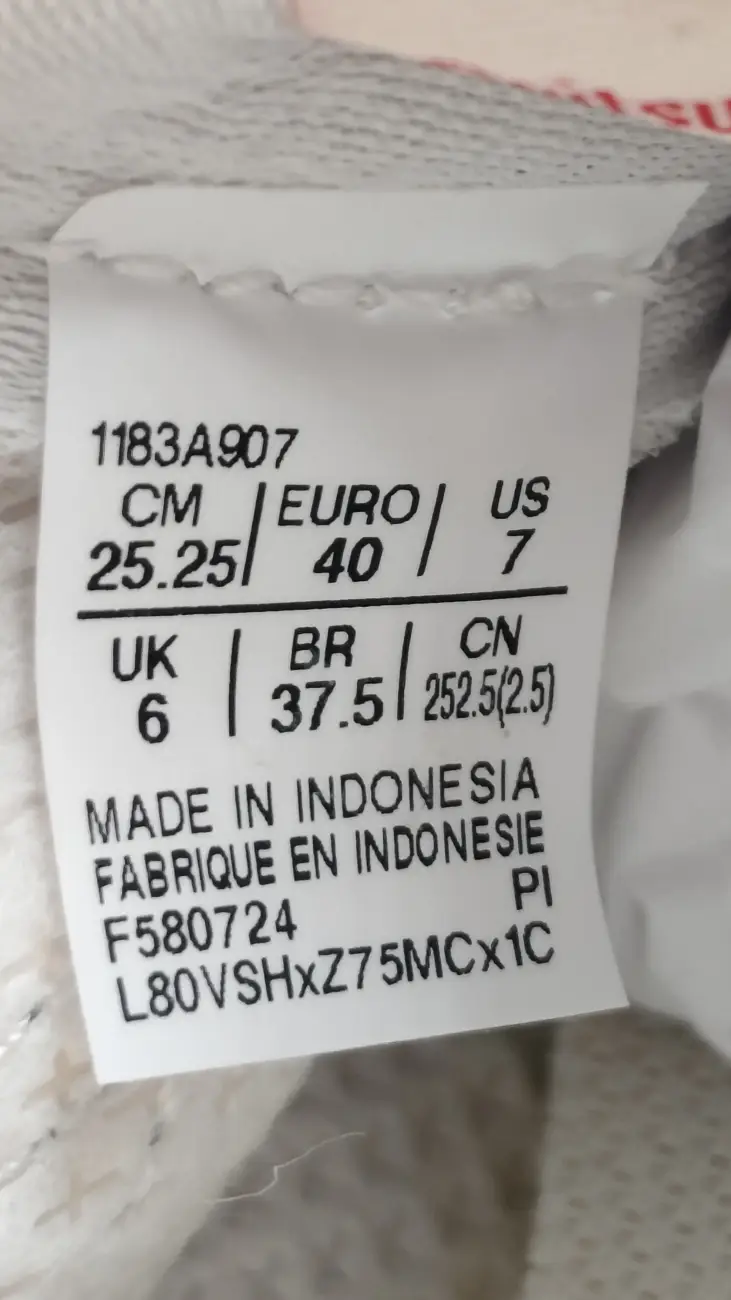 1183A907
CM / EURO / US
25.25 / 40 / 7
UK | BR | CN
6 | 37.5 | 252.5(2.5)
MADE IN INDONESIA
FABRIQUE EN INDONESIE
F580724 PI
L80VSHxZ75MCx1C